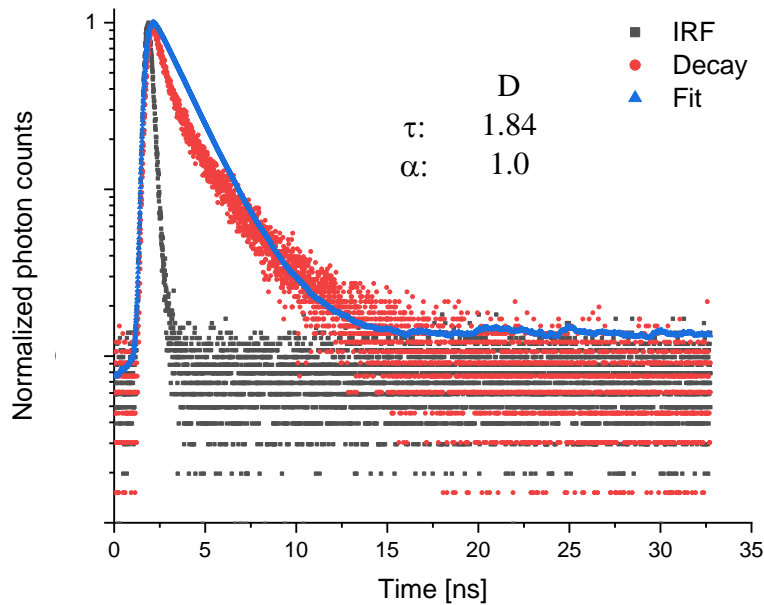 IRF
Decay
Fit
D
τ: 1.84
α: 1.0
1
1
Normalized photon counts
0 5 10 15 20 25 30 35
Time [ns]